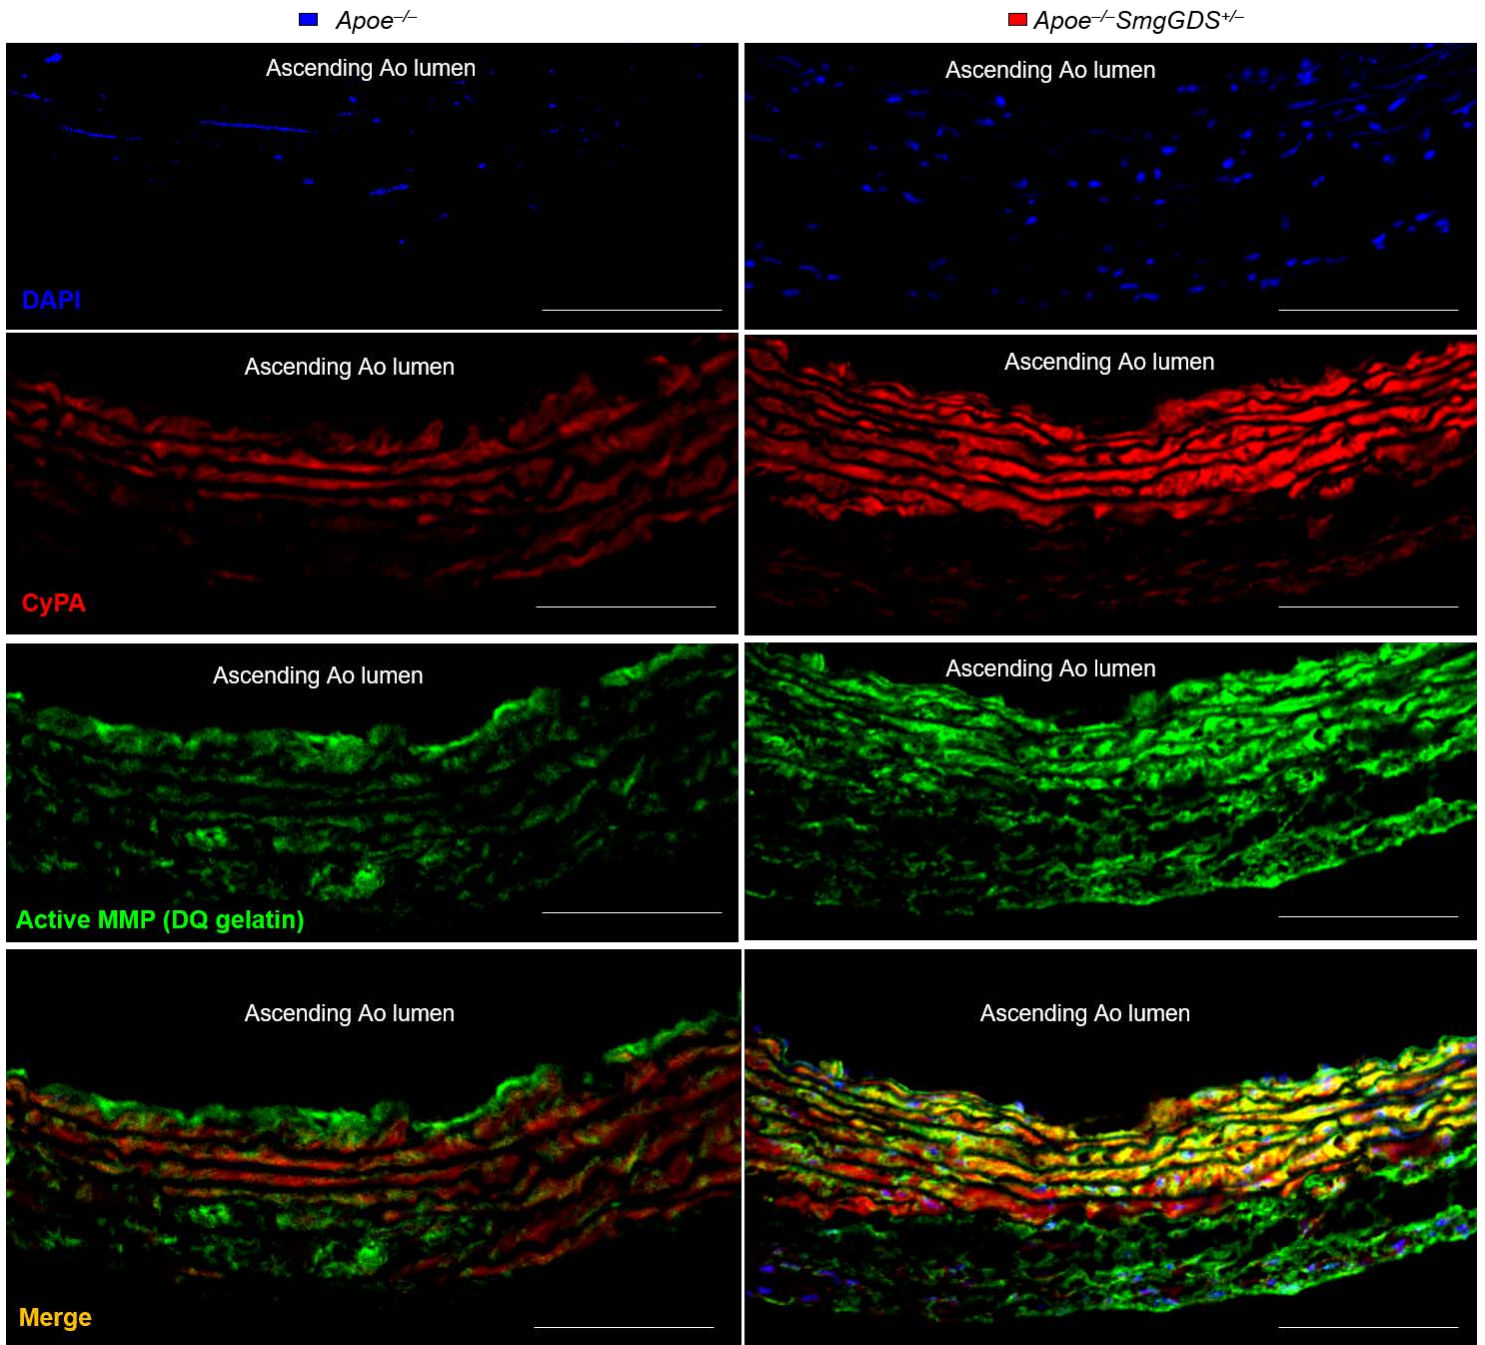 Apoe–/–
Apoe–/–SmgGDS+/–
Ascending Ao lumen
Ascending Ao lumen
DAPI
Ascending Ao lumen
Ascending Ao lumen
CyPA
Ascending Ao lumen
Ascending Ao lumen
Active MMP (DQ gelatin)
Ascending Ao lumen
Ascending Ao lumen
Merge